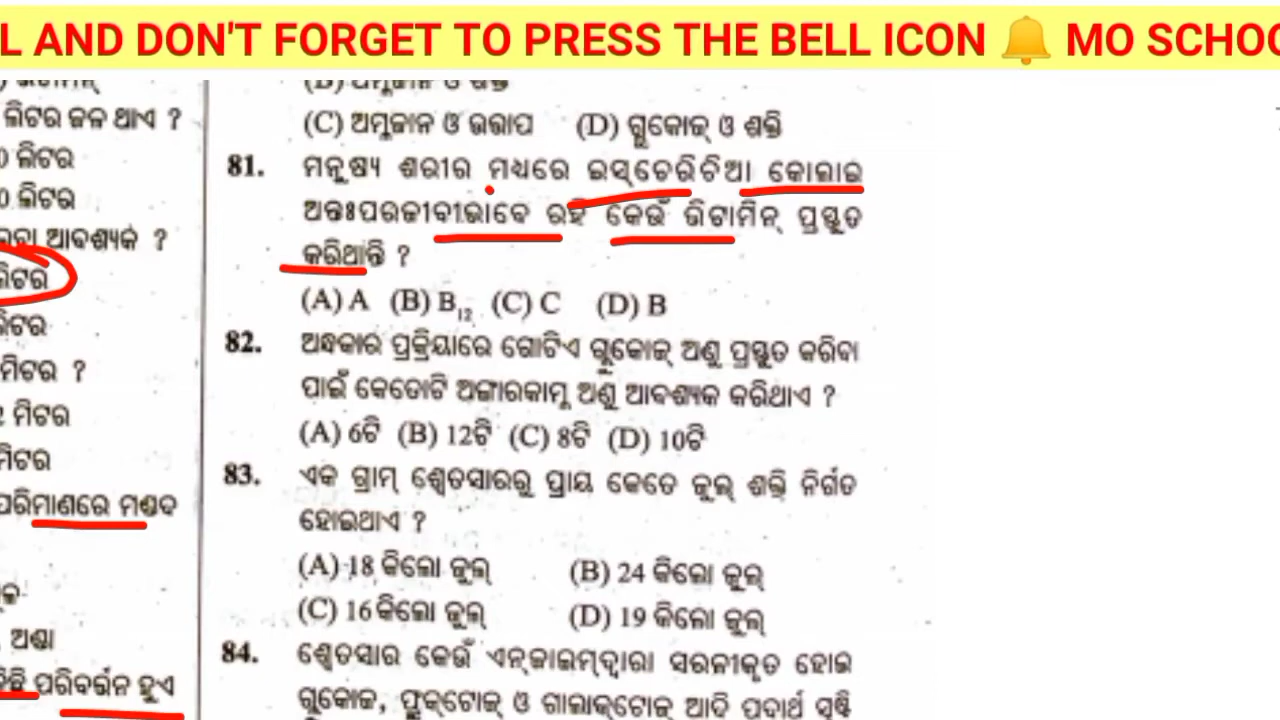 L AND DON'T FORGET TO PRESS THE BELL ICON 🔔 MO SCHOO
ଲିଟର ଜଳ ଥାଏ ?
0 ଲିଟର
0 ଲିଟର
ଆବଶ୍ୟକ ?
ଲିଟର
ଲିଟର
ମିଟର ?
ମିଟର
ମିଟର
ପରିମାଣରେ ମଣ୍ଡଦ
ଅଣ୍ଡା
ପରିବର୍ତ୍ତନ ହୁଏ
(C) ଅମ୍ଳଜାନ ଓ ଉତ୍ତାପ (D) ଗ୍ଲୁକୋଜ୍ ଓ ଶକ୍ତି
81. ମନୁଷ୍ୟ ଶରୀର ମଧ୍ୟରେ ଇସ୍ଚେରିଚିଆ କୋଲାଇ
ଅନ୍ତଃପରଜୀବୀଭାବେ ରହି କେଉଁ ଭିଟାମିନ୍ ପ୍ରସ୍ତୁତ
କରିଥାନ୍ତି ?
(A) A (B) B₁₂ (C) C (D) B
82. ଅନ୍ଧକାର ପ୍ରକ୍ରିୟାରେ ଗୋଟିଏ ଗ୍ଲୁକୋଜ୍ ଅଣୁ ପ୍ରସ୍ତୁତ କରିବା
ପାଇଁ କେତୋଟି ଅଙ୍ଗାରକାମ୍ଳ ଅଣୁ ଆବଶ୍ୟକ କରିଥାଏ ?
(A) 6ଟି (B) 12ଟି (C) 8ଟି (D) 10ଟି
83. ଏକ ଗ୍ରାମ୍ ଶ୍ୱେତସାରରୁ ପ୍ରାୟ କେତେ ଜୁଲ୍ ଶକ୍ତି ନିର୍ଗତ
ହୋଇଥାଏ ?
(A) 18 କିଲୋ ଜୁଲ୍ (B) 24 କିଲୋ ଜୁଲ୍
(C) 16 କିଲୋ ଜୁଲ୍ (D) 19 କିଲୋ ଜୁଲ୍
84. ଶ୍ୱେତସାର କେଉଁ ଏନ୍‌ଜାଇମ୍‌ଦ୍ୱାରା ସରଳୀକୃତ ହୋଇ
ଗ୍ଲୁକୋଜ, ଫ୍ରୁକ୍ଟୋଜ୍ ଓ ଗାଲାକ୍ଟୋଜ୍ ଆଦି ପଦାର୍ଥ ସୃଷ୍ଟି